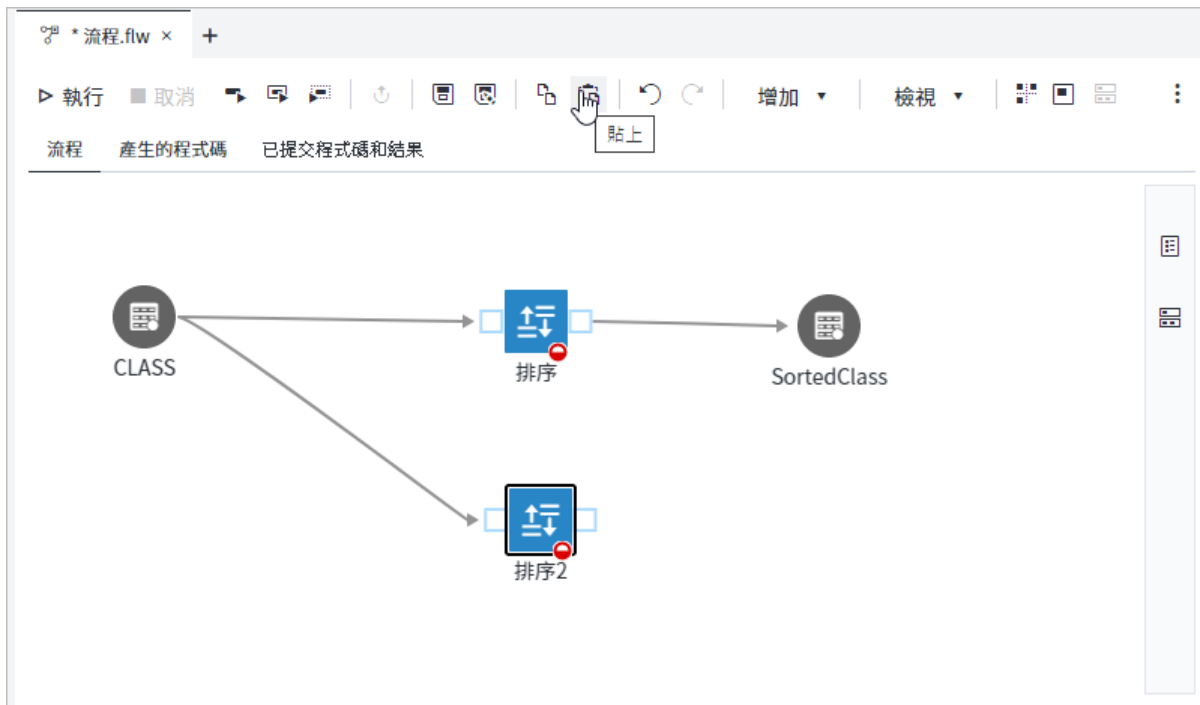 * 流程.flw × +
執行 取消 增加 ▼ 檢視 ▼
貼上
流程 產生的程式碼 已提交程式碼和結果
CLASS
排序
SortedClass
排序2